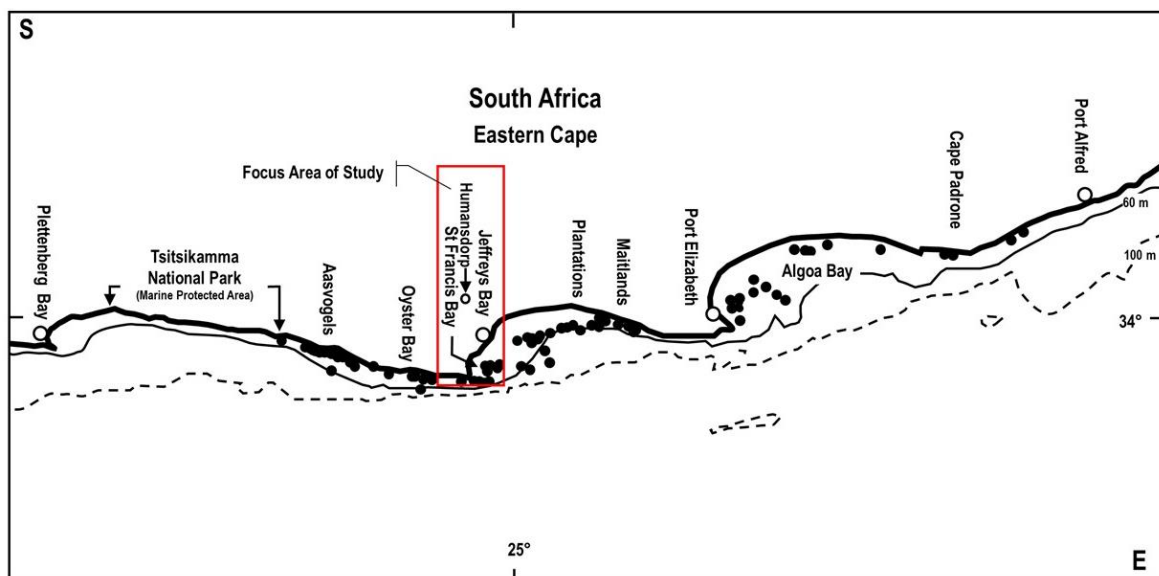 S
South Africa
Eastern Cape
Focus Area of Study
Plettenberg Bay
Tsitsikamma
National Park
(Marine Protected Area)
Aasvogels
Oyster Bay
Humansdorp
St Francis Bay
Jeffreys Bay
Plantations
Maitlands
Port Elizabeth
Algoa Bay
Cape Padrone
Port Alfred
60 m
100 m
34°
25°
E